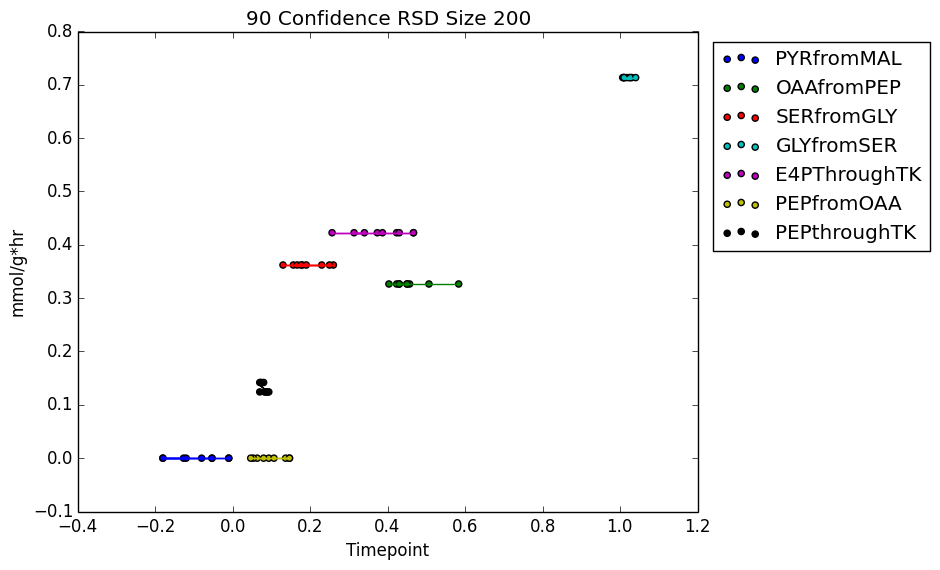 90 Confidence RSD Size 200
0.8
0.7
0.6
0.5
0.4
0.3
0.2
0.1
0.0
−0.1
mmol/g*hr
−0.4
−0.2
0.0
0.2
0.4
0.6
0.8
1.0
1.2
Timepoint
PYRfromMAL
OAAfromPEP
SERfromGLY
GLYfromSER
E4PThroughTK
PEPfromOAA
PEPthroughTK